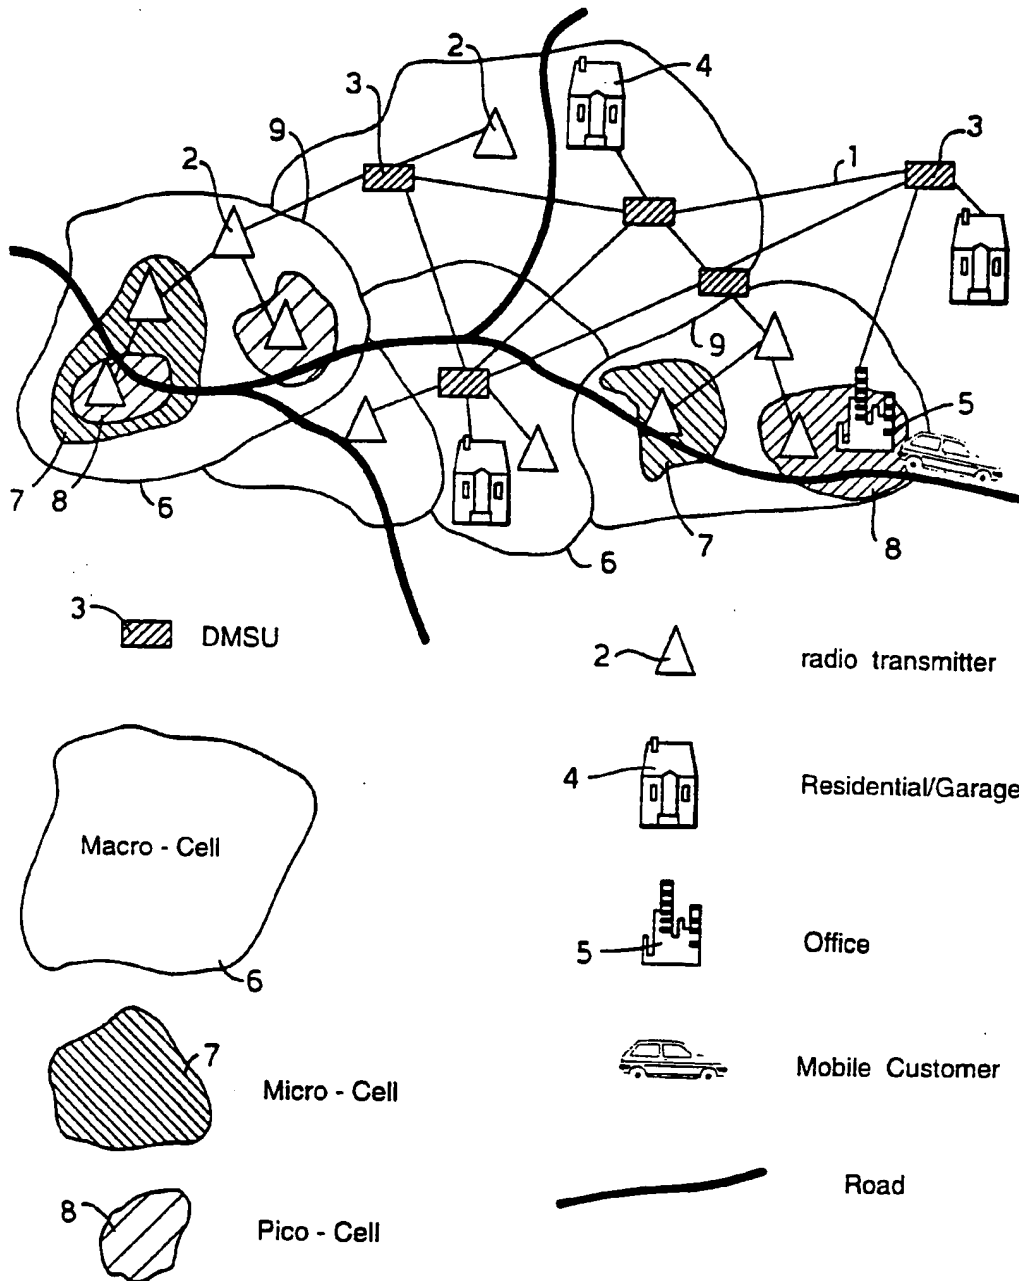 2
4
3
3
9
1
2
9
5
7
8
6
7
8
6
3
DMSU
2
radio transmitter
4
Residential/Garage
Macro - Cell
6
5
Office
7
Micro - Cell
Mobile Customer
8
Pico - Cell
Road